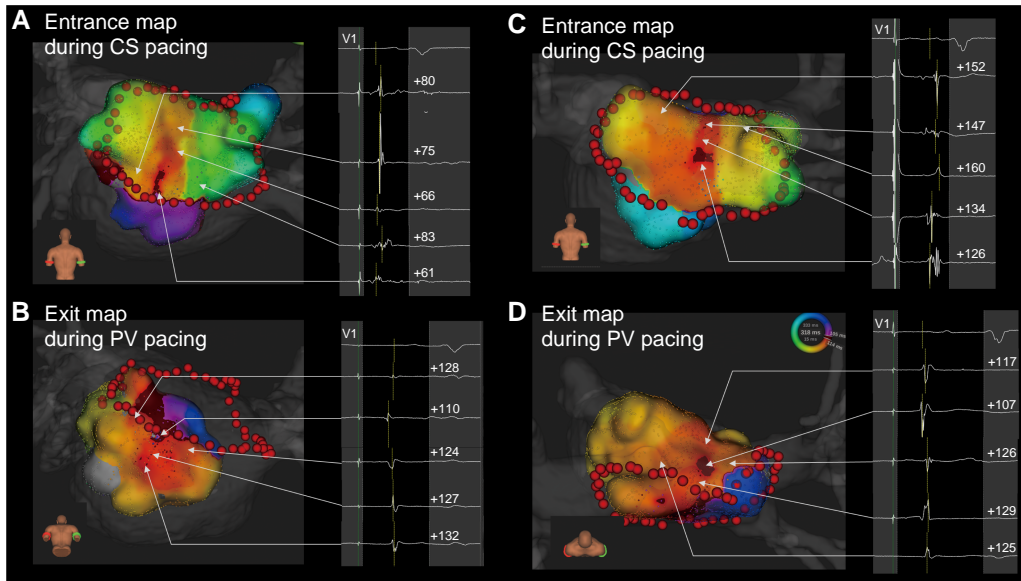 A Entrance map
during CS pacing
V1
+80
+75
+66
+83
+61
B Exit map
during PV pacing
V1
+128
+110
+124
+127
+132
C Entrance map
during CS pacing
V1
+152
+147
+160
+134
+126
D Exit map
during PV pacing
318 ms
V1
+117
+107
+126
+129
+125